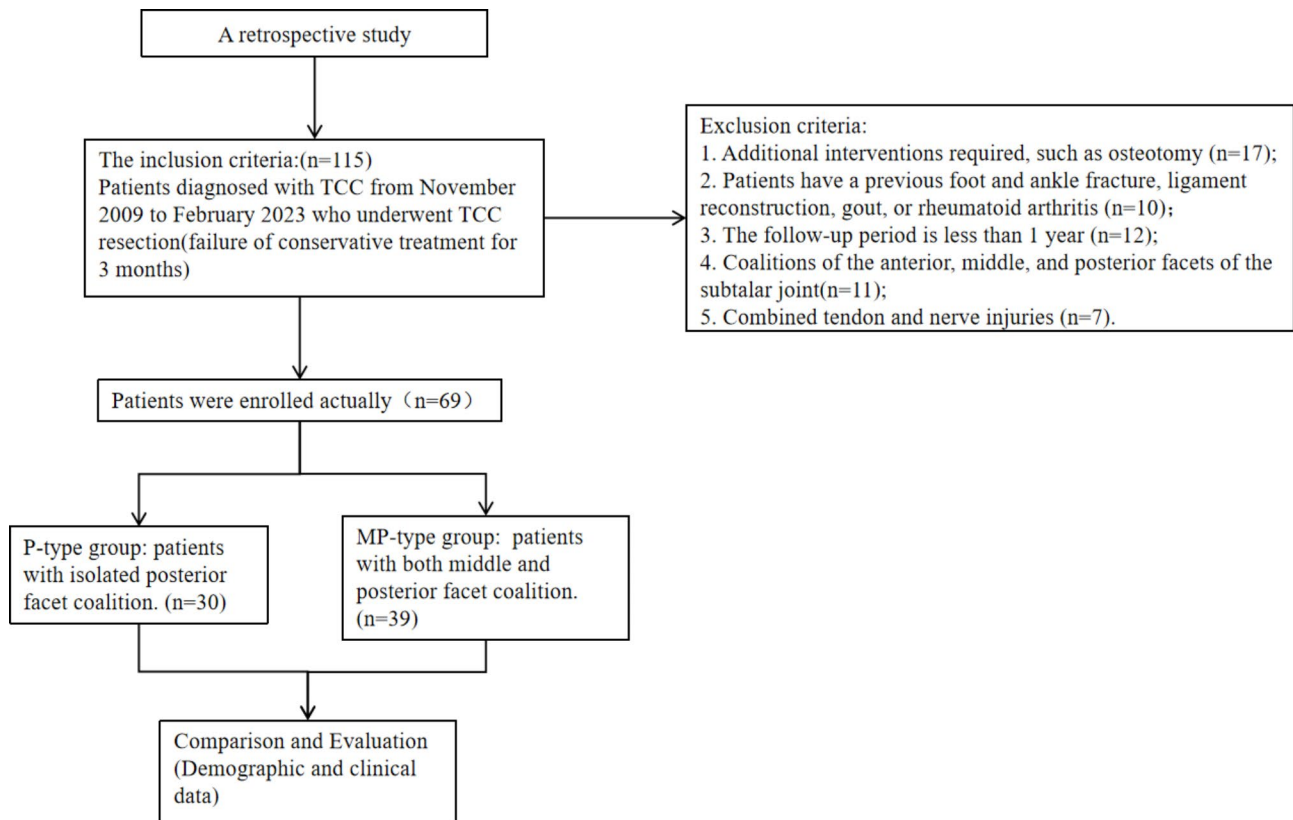 A retrospective study
The inclusion criteria:(n=115)
Patients diagnosed with TCC from November
2009 to February 2023 who underwent TCC
resection(failure of conservative treatment for
3 months)
Exclusion criteria:
1. Additional interventions required, such as osteotomy (n=17);
2. Patients have a previous foot and ankle fracture, ligament
reconstruction, gout, or rheumatoid arthritis (n=10)；
3. The follow-up period is less than 1 year (n=12);
4. Coalitions of the anterior, middle, and posterior facets of the
subtalar joint(n=11);
5. Combined tendon and nerve injuries (n=7).
Patients were enrolled actually（n=69）
P-type group: patients
with isolated posterior
facet coalition. (n=30)
MP-type group:  patients
with both middle and
posterior facet coalition.
(n=39)
Comparison and Evaluation
(Demographic and clinical
data)